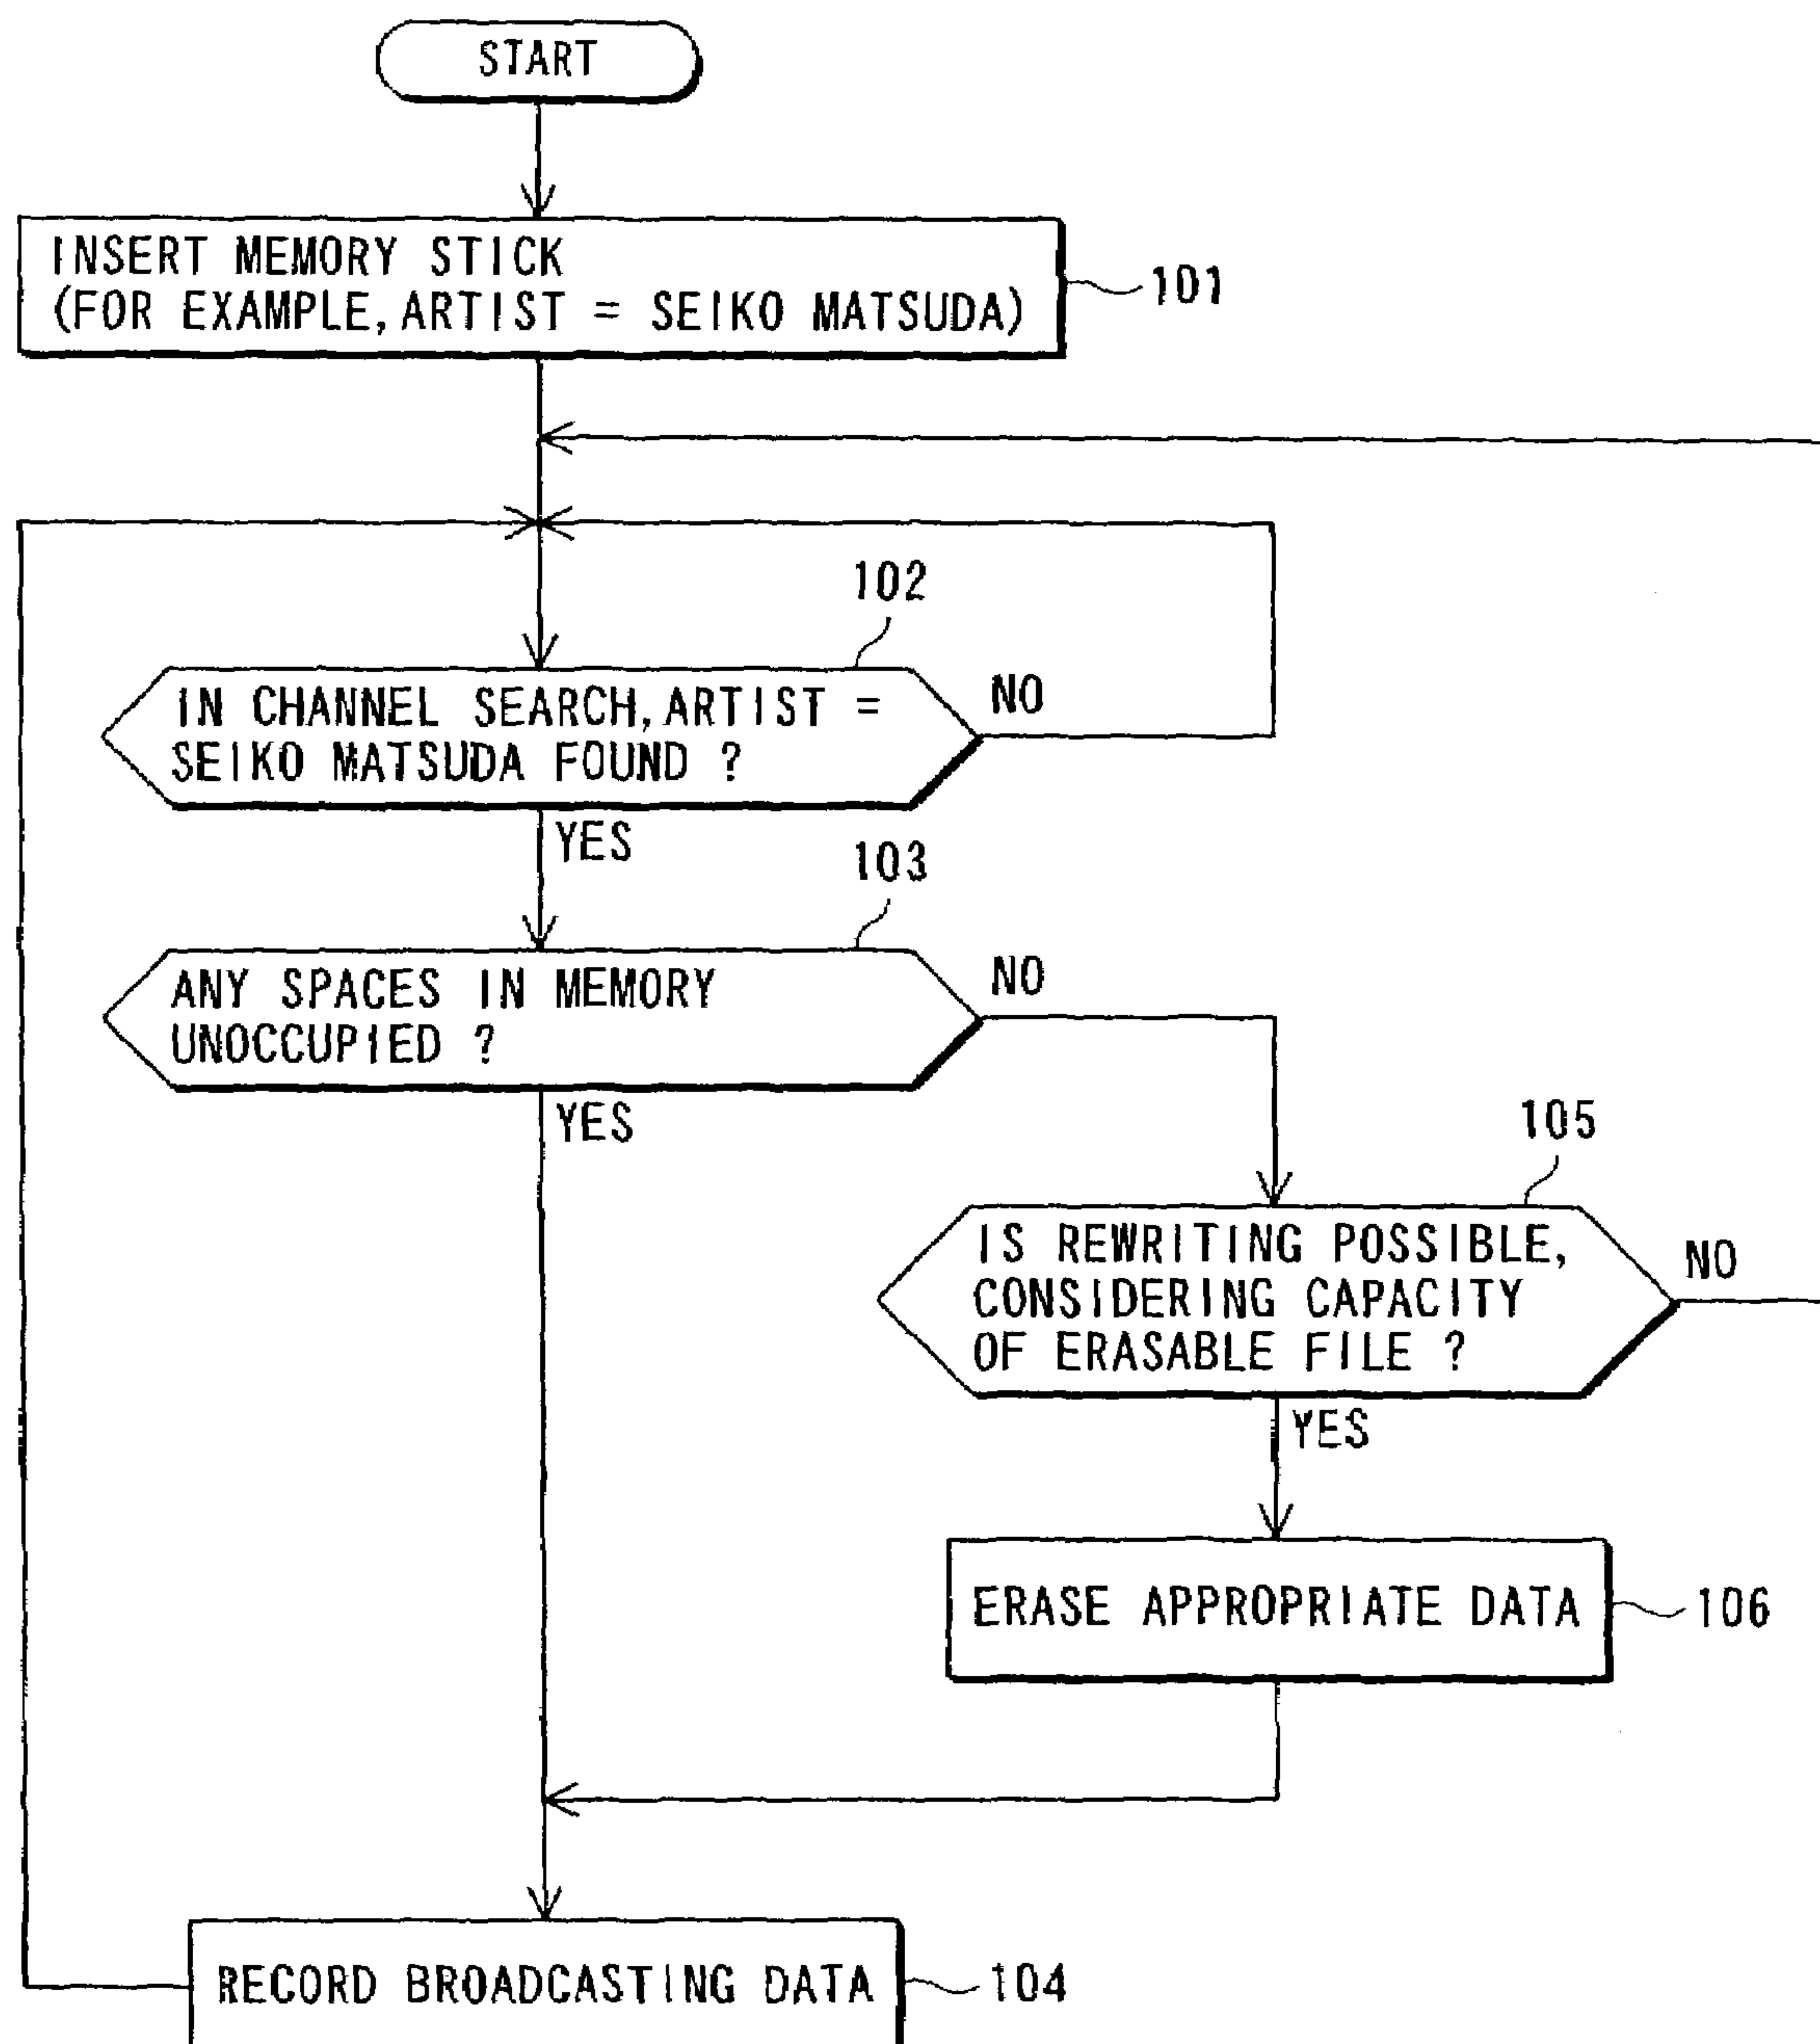 START
INSERT MEMORY STICK
(FOR EXAMPLE, ARTIST = SEIKO MATSUDA)
101
102
IN CHANNEL SEARCH, ARTIST =
SEIKO MATSUDA FOUND ?
NO
YES
103
ANY SPACES IN MEMORY
UNOCCUPIED ?
NO
YES
105
IS REWRITING POSSIBLE,
CONSIDERING CAPACITY
OF ERASABLE FILE ?
NO
YES
ERASE APPROPRIATE DATA
106
RECORD BROADCASTING DATA
104